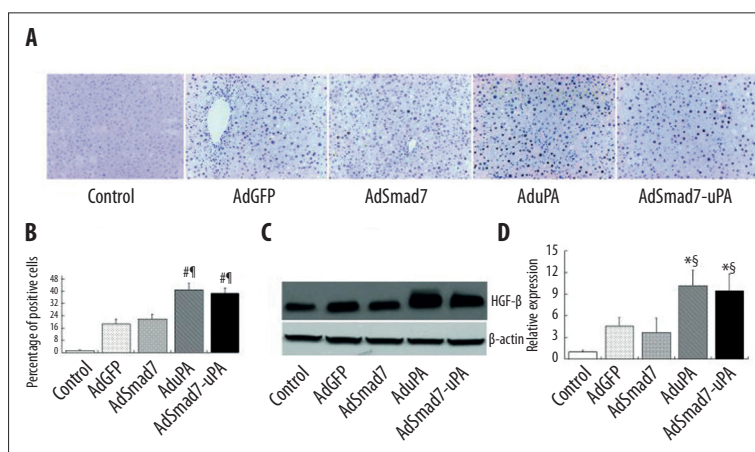 A
Control
AdGFP
AdSmad7
AduPA
AdSmad7-uPA
B
Percentage of positive cells
48
40
32
24
16
8
0
#¶
#¶
Control
AdGFP
AdSmad7
AduPA
AdSmad7-uPA
C
HGF-β
β-actin
Control
AdGFP
AdSmad7
AduPA
AdSmad7-uPA
D
Relative expression
12
9
6
3
0
*§
*§
Control
AdGFP
AdSmad7
AduPA
AdSmad7-uPA